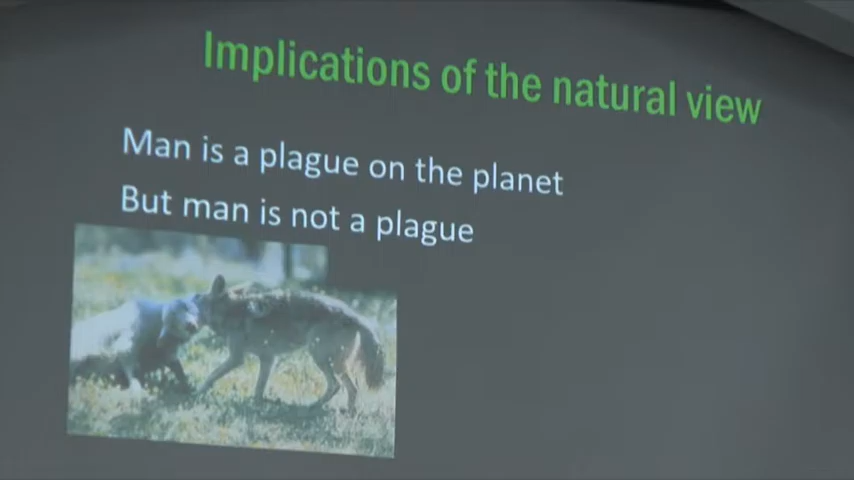 Implications of the natural view
Man is a plague on the planet
But man is not a plague